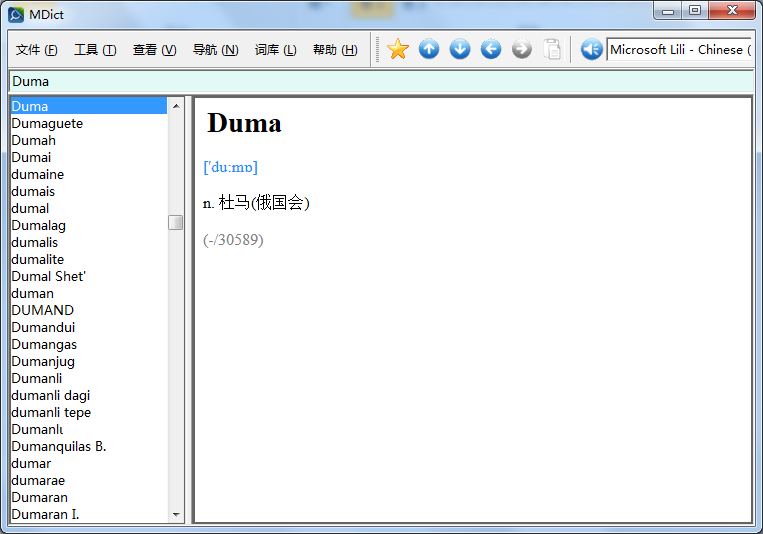 MDict
文件 (F) 工具 (T) 查看 (V) 导航 (N) 词库 (L) 帮助 (H) Microsoft Lili - Chinese (
Duma
Duma
Dumaguete
Dumah
Dumai
dumaine
dumais
dumal
Dumalag
dumalis
dumalite
Dumal Shet'
duman
DUMAND
Dumandui
Dumangas
Dumanjug
Dumanli
dumanli dagi
dumanli tepe
Dumanlι
Dumanquilas B.
dumar
dumarae
Dumaran
Dumaran I.
Duma
['du:mɒ]
n. 杜马(俄国会)
(-/30589)